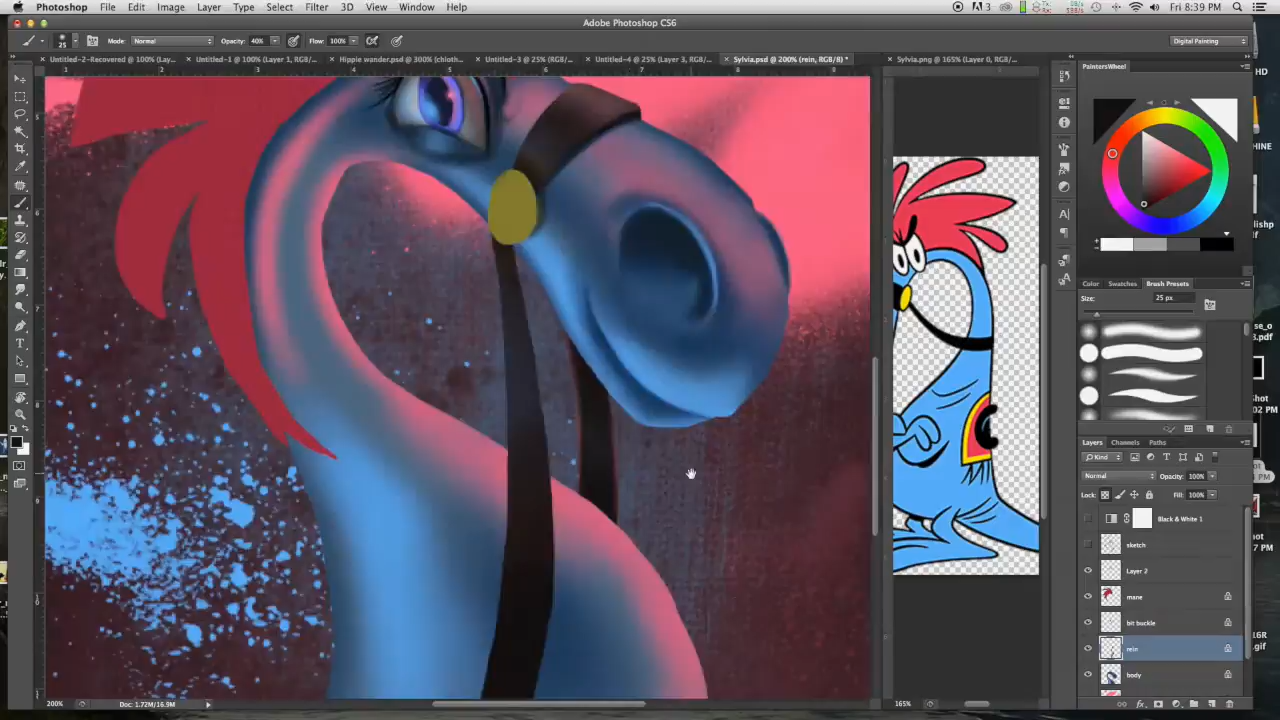 Photoshop File Edit Image Layer Type Select Filter 3D View Window Help
3 Fri 8:39 PM
Adobe Photoshop CS6
25 Mode: Normal Opacity: 40% Flow: 100% Digital Painting
Untitled-2-Recovered @ 100% (Lay... Untitled-1 @ 100% (Layer 1, RGB/... Hippie wander.psd @ 300% (clothe... Untitled-3 @ 25% (RGB/... Untitled-4 @ 25% (Layer 3, RGB/... Sylvia.psd @ 200% (rein, RGB/8) * Sylvia.png @ 165% (Layer 0, RGB/...
PaintersWheel
HD
Color Swatches Brush Presets
Size: 25 px
Layers Channels Paths
Kind
Normal Opacity: 100%
Lock: Fill: 100%
Black & White 1
sketch
Layer 2
mane
bit buckle
rein
body
.gif
200% Doc: 1.72M/16.9M 165%